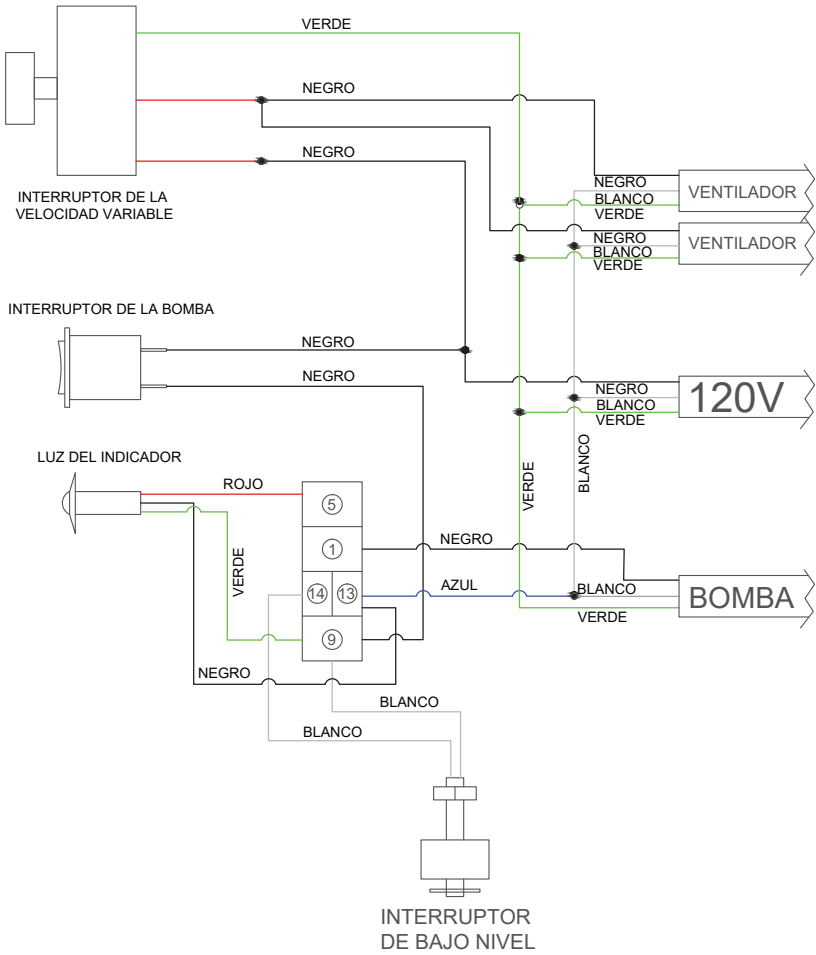 VERDE
NEGRO
NEGRO
INTERRUPTOR DE LA
VELOCIDAD VARIABLE
NEGRO
BLANCO
VERDE
VENTILADOR
NEGRO
BLANCO
VERDE
VENTILADOR
INTERRUPTOR DE LA BOMBA
NEGRO
NEGRO
NEGRO
BLANCO
VERDE
120V
LUZ DEL INDICADOR
ROJO
VERDE
BLANCO
5
1
NEGRO
VERDE
14
13
AZUL
BLANCO
VERDE
BOMBA
9
NEGRO
BLANCO
BLANCO
INTERRUPTOR
DE BAJO NIVEL